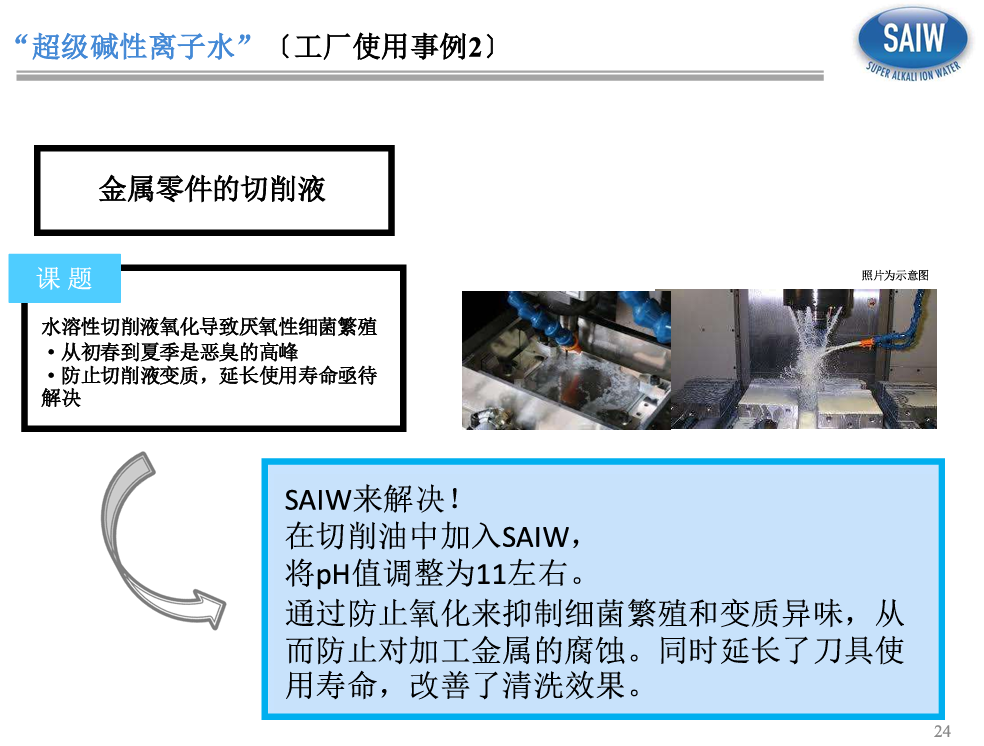 “超级碱性离子水”〔工厂使用事例2〕
SAIW
SUPER ALKALI ION WATER
金属零件的切削液
课 题
照片为示意图
水溶性切削液氧化导致厌氧性细菌繁殖
・从初春到夏季是恶臭的高峰
・防止切削液变质，延长使用寿命亟待
解决
SAIW来解决！
在切削油中加入SAIW，
将pH值调整为11左右。
通过防止氧化来抑制细菌繁殖和变质异味，从
而防止对加工金属的腐蚀。同时延长了刀具使
用寿命，改善了清洗效果。
24